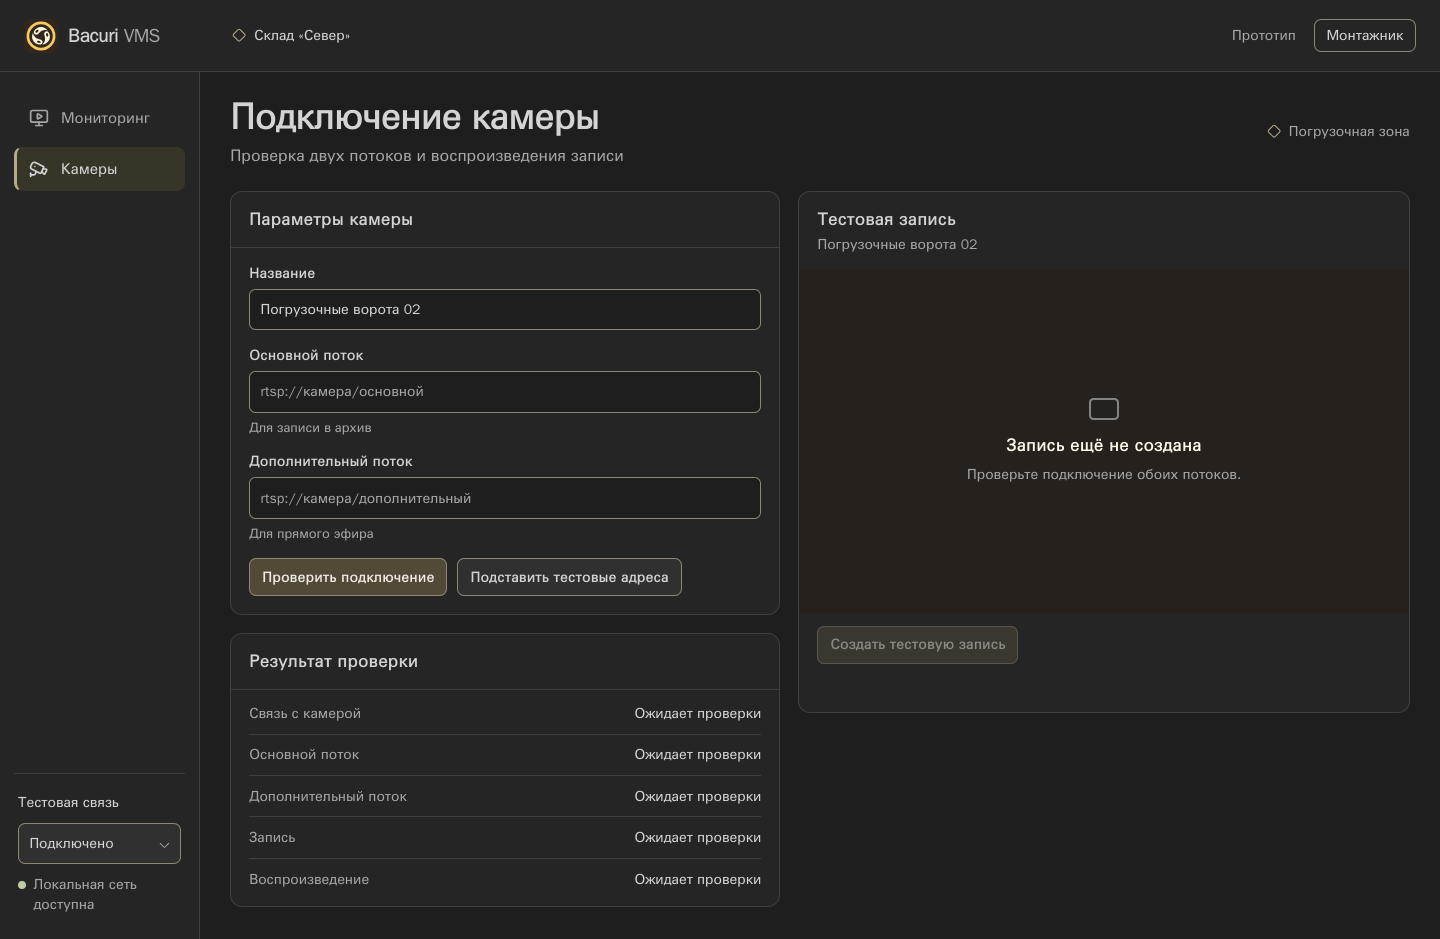 Bacuri VMS
Склад «Север»
Прототип
Монтажник
Мониторинг
Камеры
Подключение камеры
Проверка двух потоков и воспроизведения записи
Погрузочная зона
Параметры камеры
Название
Погрузочные ворота 02
Основной поток
rtsp://камера/основной
Для записи в архив
Дополнительный поток
rtsp://камера/дополнительный
Для прямого эфира
Проверить подключение
Подставить тестовые адреса
Тестовая запись
Погрузочные ворота 02
Запись ещё не создана
Проверьте подключение обоих потоков.
Создать тестовую запись
Результат проверки
Связь с камерой Ожидает проверки
Основной поток Ожидает проверки
Дополнительный поток Ожидает проверки
Запись Ожидает проверки
Воспроизведение Ожидает проверки
Тестовая связь
Подключено
Локальная сеть
доступна